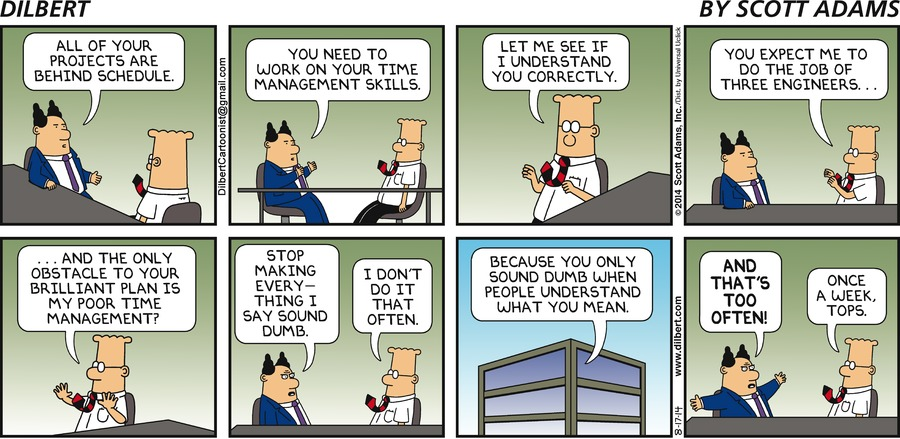 DILBERT
BY SCOTT ADAMS
ALL OF YOUR
PROJECTS ARE
BEHIND SCHEDULE.
DilbertCartoonist@gmail.com
YOU NEED TO
WORK ON YOUR TIME
MANAGEMENT SKILLS.
LET ME SEE IF
I UNDERSTAND
YOU CORRECTLY.
©2014 Scott Adams, Inc./Dist. by Universal Uclick
YOU EXPECT ME TO
DO THE JOB OF
THREE ENGINEERS...
...AND THE ONLY
OBSTACLE TO YOUR
BRILLIANT PLAN IS
MY POOR TIME
MANAGEMENT?
STOP
MAKING
EVERY-
THING I
SAY SOUND
DUMB.
I DON'T
DO IT
THAT
OFTEN.
BECAUSE YOU ONLY
SOUND DUMB WHEN
PEOPLE UNDERSTAND
WHAT YOU MEAN.
8-17-14 www.dilbert.com
AND
THAT'S
TOO
OFTEN!
ONCE
A WEEK,
TOPS.